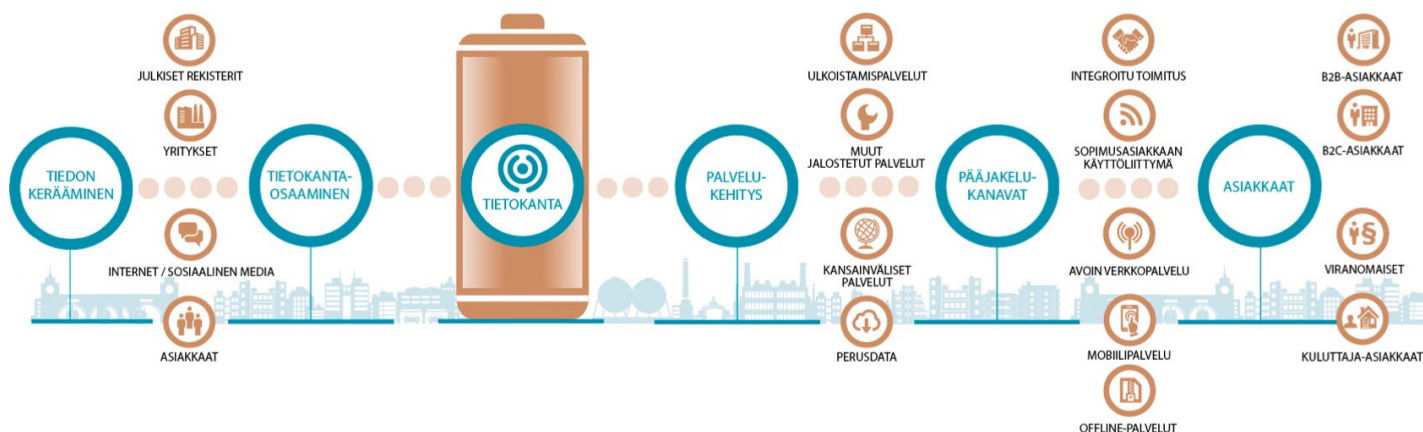 TIEDON
KERÄÄMINEN
JULKISET REKISTERIT
YRITYKSET
INTERNET / SOSIAALINEN MEDIA
ASIAKKAAT
TIETOKANTA-
OSAAMINEN
TIETOKANTA
PALVELU-
KEHITYS
ULKOISTAMISPALVELUT
MUUT
JALOSTETUT PALVELUT
KANSAINVÄLISET
PALVELUT
PERUSDATA
PÄÄJAKELU-
KANAVAT
INTEGROITU TOIMITUS
SOPIMUSASIAKKAAN
KÄYTTÖLIITTYMÄ
AVOIN VERKKOPALVELU
MOBIILIPALVELU
OFFLINE-PALVELUT
ASIAKKAAT
B2B-ASIAKKAAT
B2C-ASIAKKAAT
VIRANOMAISET
KULUTTAJA-ASIAKKAAT